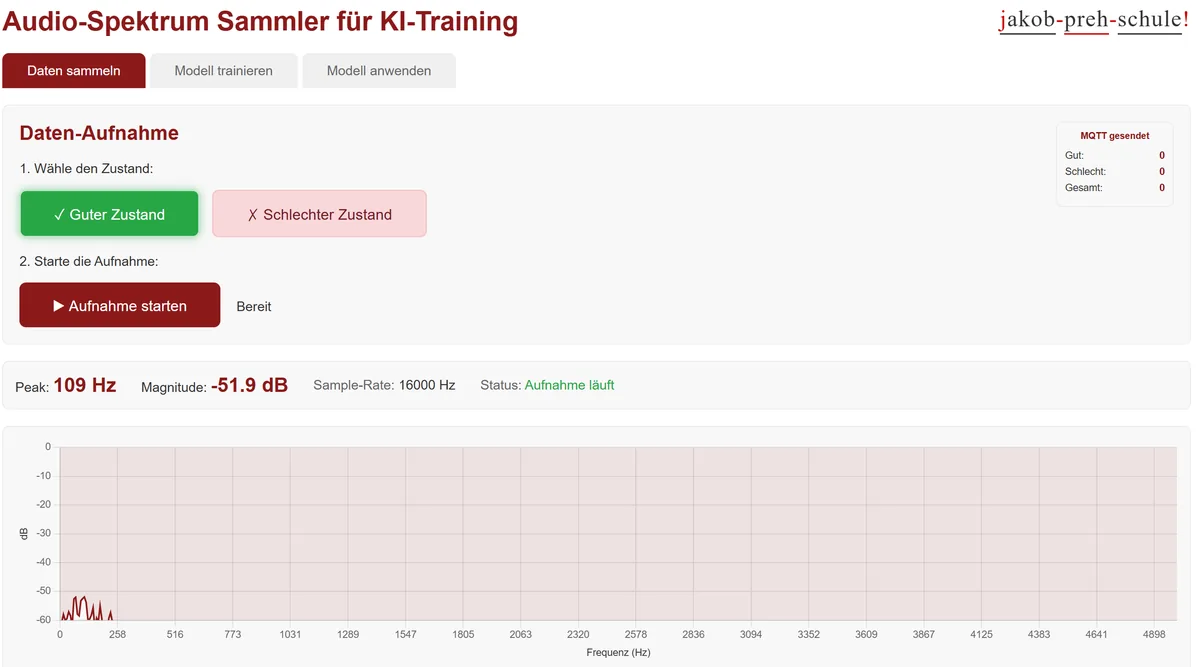 Audio-Spektrum Sammler für KI-Training
jakob-preh-schule!
Daten sammeln
Modell trainieren
Modell anwenden
Daten-Aufnahme
MQTT gesendet
Gut: 0
Schlecht: 0
Gesamt: 0
1. Wähle den Zustand:
✓ Guter Zustand
✗ Schlechter Zustand
2. Starte die Aufnahme:
▶ Aufnahme starten
Bereit
Peak: 109 Hz Magnitude: -51.9 dB Sample-Rate: 16000 Hz Status: Aufnahme läuft
0
-10
-20
-30
-40
-50
-60
dB
0 258 516 773 1031 1289 1547 1805 2063 2320 2578 2836 3094 3352 3609 3867 4125 4383 4641 4898
Frequenz (Hz)